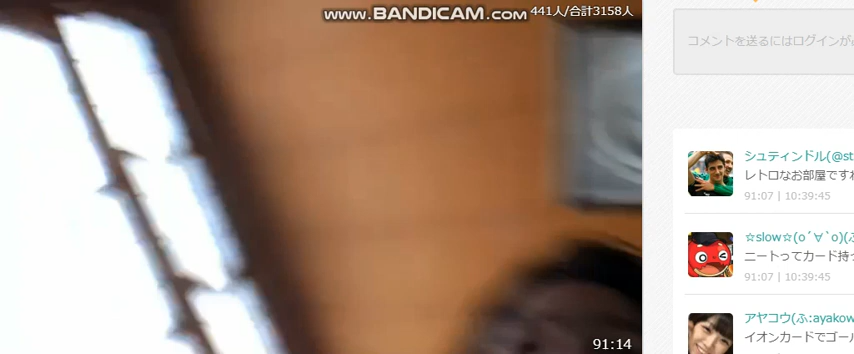 www.BANDICAM.com 441人/合計3158人
91:14
コメントを送るにはログインが
シュティンドル(@st
レトロなお部屋です
91:07 | 10:39:45
☆slow☆(o´∀`o)(ふ
ニートってカード持っ
91:07 | 10:39:45
アヤコウ(ふ:ayakow
イオンカードでゴー